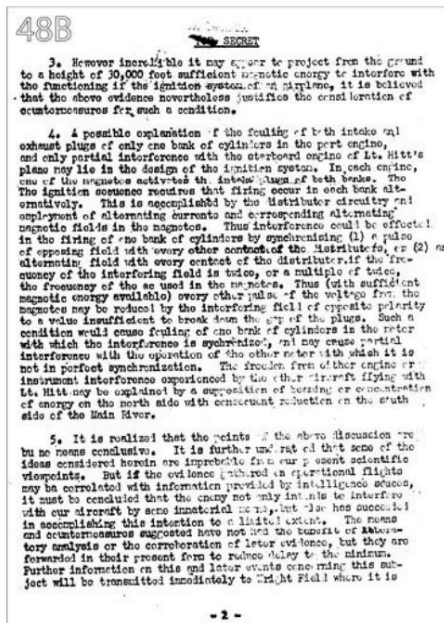 48B
TOP SECRET
3. However incredible it may appear to project from the ground
to a height of 30,000 feet sufficient magnetic energy to interfere with
the functioning if the ignition system of an airplane, it is believed
that the above evidence nevertheless justifies the consideration of
countermeasures for such a condition.
4. A possible explanation of the fouling of both intake and
exhaust plugs of only one bank of cylinders in the port engine,
and only partial interference with the starboard engine of Lt. Hitt's
plane may lie in the design of the ignition system. In each engine,
one of the magnetos activates the intake plugs of both banks. The
ignition sequence requires that firing occur in each bank alt-
ernatively. This is accomplished by the distributor circuitry and
employment of alternating currents and corresponding alternating
magnetic fields in the magnetos. Thus interference could be effected
in the firing of one bank of cylinders by synchronising (1) a pulse
of opposing field with every other contact of the distributers, or (2) an
alternating field with every contact of the distributer if the fre-
quency of the interfering field is twice, or a multiple of twice,
the frequency of the ac used in the magnetos. Thus (with sufficient
magnetic energy available) every other pulse of the voltage from the
magnetos may be reduced by the interfering field of opposite polarity
to a value insufficient to break down the gap of the plugs. Such a
condition would cause fouling of one bank of cylinders in the motor
with which the interference is sychronized, and may cause partial
interference with the operation of the other motor with which it is
not in perfect synchronization. The freedom from either engine or
instrument interference experienced by the other aircraft flying with
Lt. Hitt may be explained by a supposition of beaming or concentration
of energy on the north side with consequent reduction on the south
side of the Main River.
5. It is realized that the points of the above discussion are
by no means conclusive. It is further understood that some of the
ideas considered herein are improbable from our present scientific
viewpoints. But if the evidence gathered on operational flights
may be correlated with information provided by intelligence souces,
it must be concluded that the enemy not only intends to interfere
with our aircraft by some immaterial means, but also has succeeded
in accomplishing this intention to a limited extent. The means
and countermeasures suggested have not had the benefit of labora-
tory analysis or the corroboration of later evidence, but they are
forwarded in their present form to reduce delay to the minimum.
Further information on this and later events concerning this sub-
ject will be transmitted immediately to Wright Field where it is
- 2 -